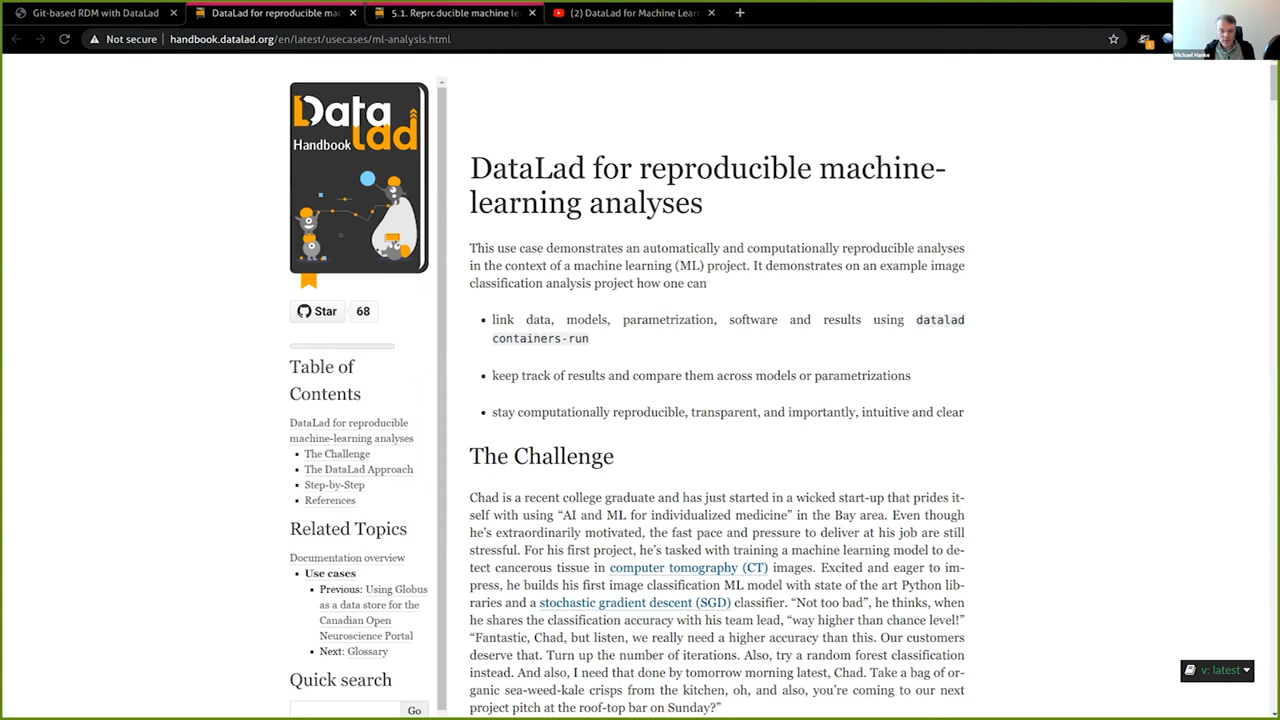 Git-based RDM with DataLad
DataLad for reproducible ma
5.1. Repr.ducible machine le
(2) DataLad for Machine Lear
Not secure
handbook.datalad.org/en/latest/usecases/ml-analysis.html
Michael Hanke
DataLad
Handbook
Star
68
Table of
Contents
DataLad for reproducible
machine-learning analyses
The Challenge
The DataLad Approach
Step-by-Step
References
Related Topics
Documentation overview
Use cases
Previous: Using Globus
as a data store for the
Canadian Open
Neuroscience Portal
Next: Glossary
Quick search
Go
DataLad for reproducible machine-
learning analyses
This use case demonstrates an automatically and computationally reproducible analyses
in the context of a machine learning (ML) project. It demonstrates on an example image
classification analysis project how one can
link data, models, parametrization, software and results using datalad
containers-run
keep track of results and compare them across models or parametrizations
stay computationally reproducible, transparent, and importantly, intuitive and clear
The Challenge
Chad is a recent college graduate and has just started in a wicked start-up that prides it-
self with using “AI and ML for individualized medicine” in the Bay area. Even though
he’s extraordinarily motivated, the fast pace and pressure to deliver at his job are still
stressful. For his first project, he’s tasked with training a machine learning model to de-
tect cancerous tissue in computer tomography (CT) images. Excited and eager to im-
press, he builds his first image classification ML model with state of the art Python lib-
raries and a stochastic gradient descent (SGD) classifier. “Not too bad”, he thinks, when
he shares the classification accuracy with his team lead, “way higher than chance level!”
“Fantastic, Chad, but listen, we really need a higher accuracy than this. Our customers
deserve that. Turn up the number of iterations. Also, try a random forest classification
instead. And also, I need that done by tomorrow morning latest, Chad. Take a bag of or-
ganic sea-weed-kale crisps from the kitchen, oh, and also, you’re coming to our next
project pitch at the roof-top bar on Sunday?”
v: latest